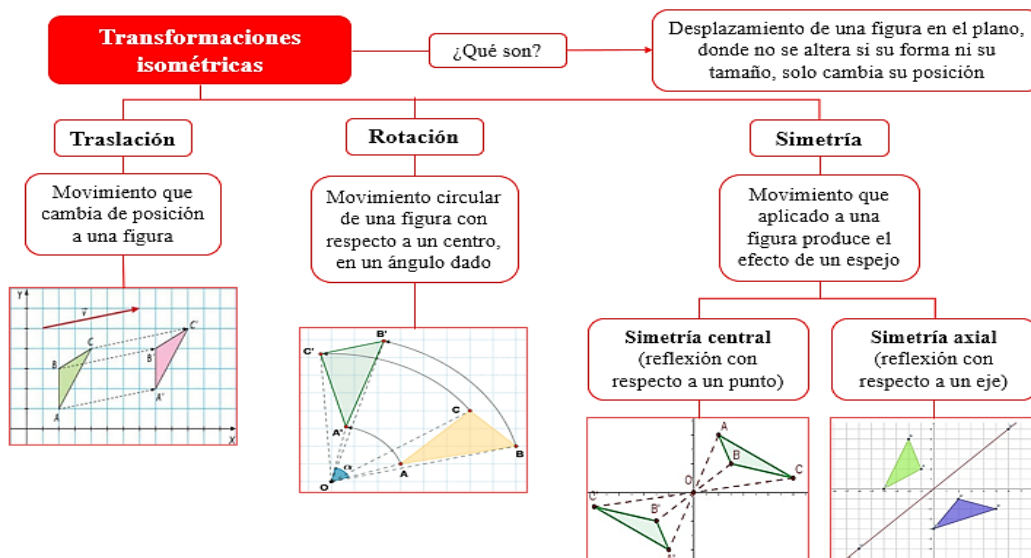 Transformaciones
isométricas
¿Qué son?
Desplazamiento de una figura en el plano,
donde no se altera si su forma ni su
tamaño, solo cambia su posición
Traslación
Rotación
Simetría
Movimiento que
cambia de posición
a una figura
Movimiento circular
de una figura con
respecto a un centro,
en un ángulo dado
Movimiento que
aplicado a una
figura produce el
efecto de un espejo
Simetría central
(reflexión con
respecto a un punto)
Simetría axial
(reflexión con
respecto a un eje)
Y
v
C
C'
B
B'
A
A'
X
B'
C'
C
A'
B
A
α
O
A
B
C
O
C'
B'